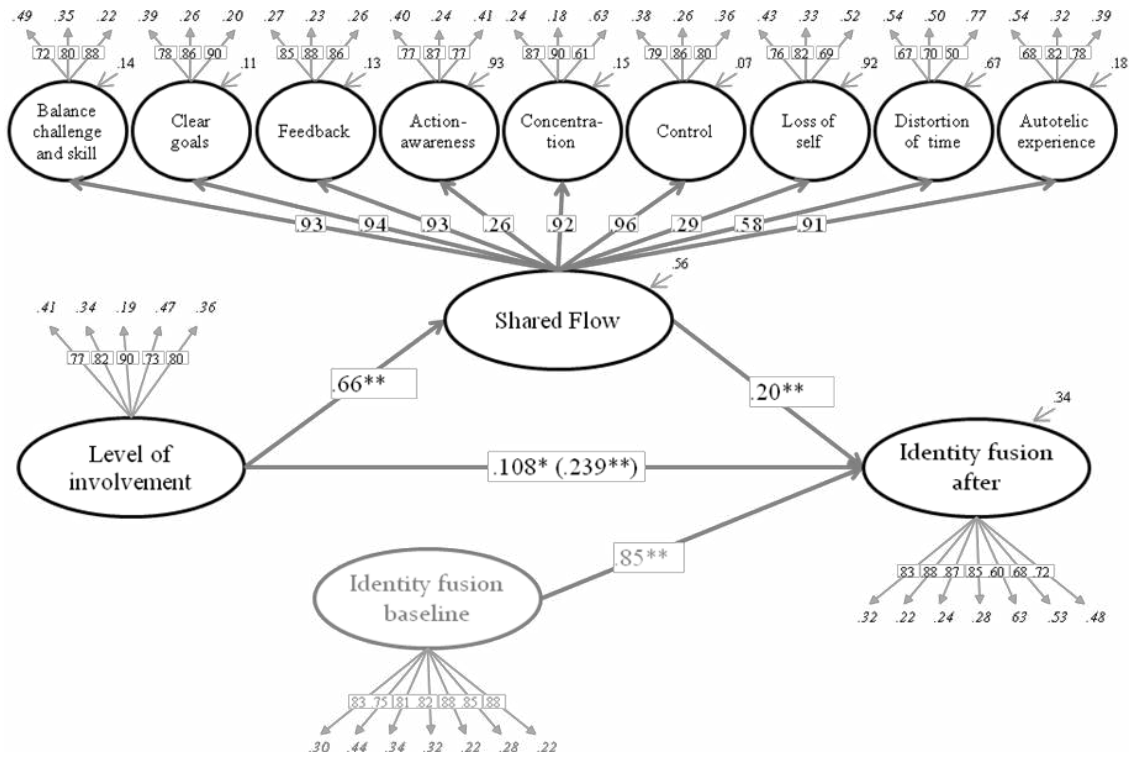 .49 .35 .22 .39 .26 .20 .27 .23 .26 .40 .24 .41 .24 .18 .63 .38 .26 .36 .43 .33 .52 .54 .50 .77 .54 .32 .39
72 80 88 78 86 90 85 88 86 77 87 77 87 90 61 79 86 80 76 82 69 67 70 50 68 82 78
.14 .11 .13 .93 .15 .07 .92 .67 .18
Balance
challenge
and skill
Clear
goals
Feedback
Action-
awareness
Concentra-
tion
Control
Loss of
self
Distortion
of time
Autotelic
experience
.93 .94 .93 .26 .92 .96 .29 .58 .91
.56
Shared Flow
.41 .34 .19 .47 .36
.77 .82 .90 .73 .80
.66**
.20**
.34
Level of
involvement
.108* (.239**)
Identity fusion
after
.85**
Identity fusion
baseline
.83 .88 .87 .85 .60 .68 .72
.32 .22 .24 .28 63 .53 .48
.83 .75 .81 .82 .88 .85 .88
.30 .44 .34 .32 .22 .28 .22